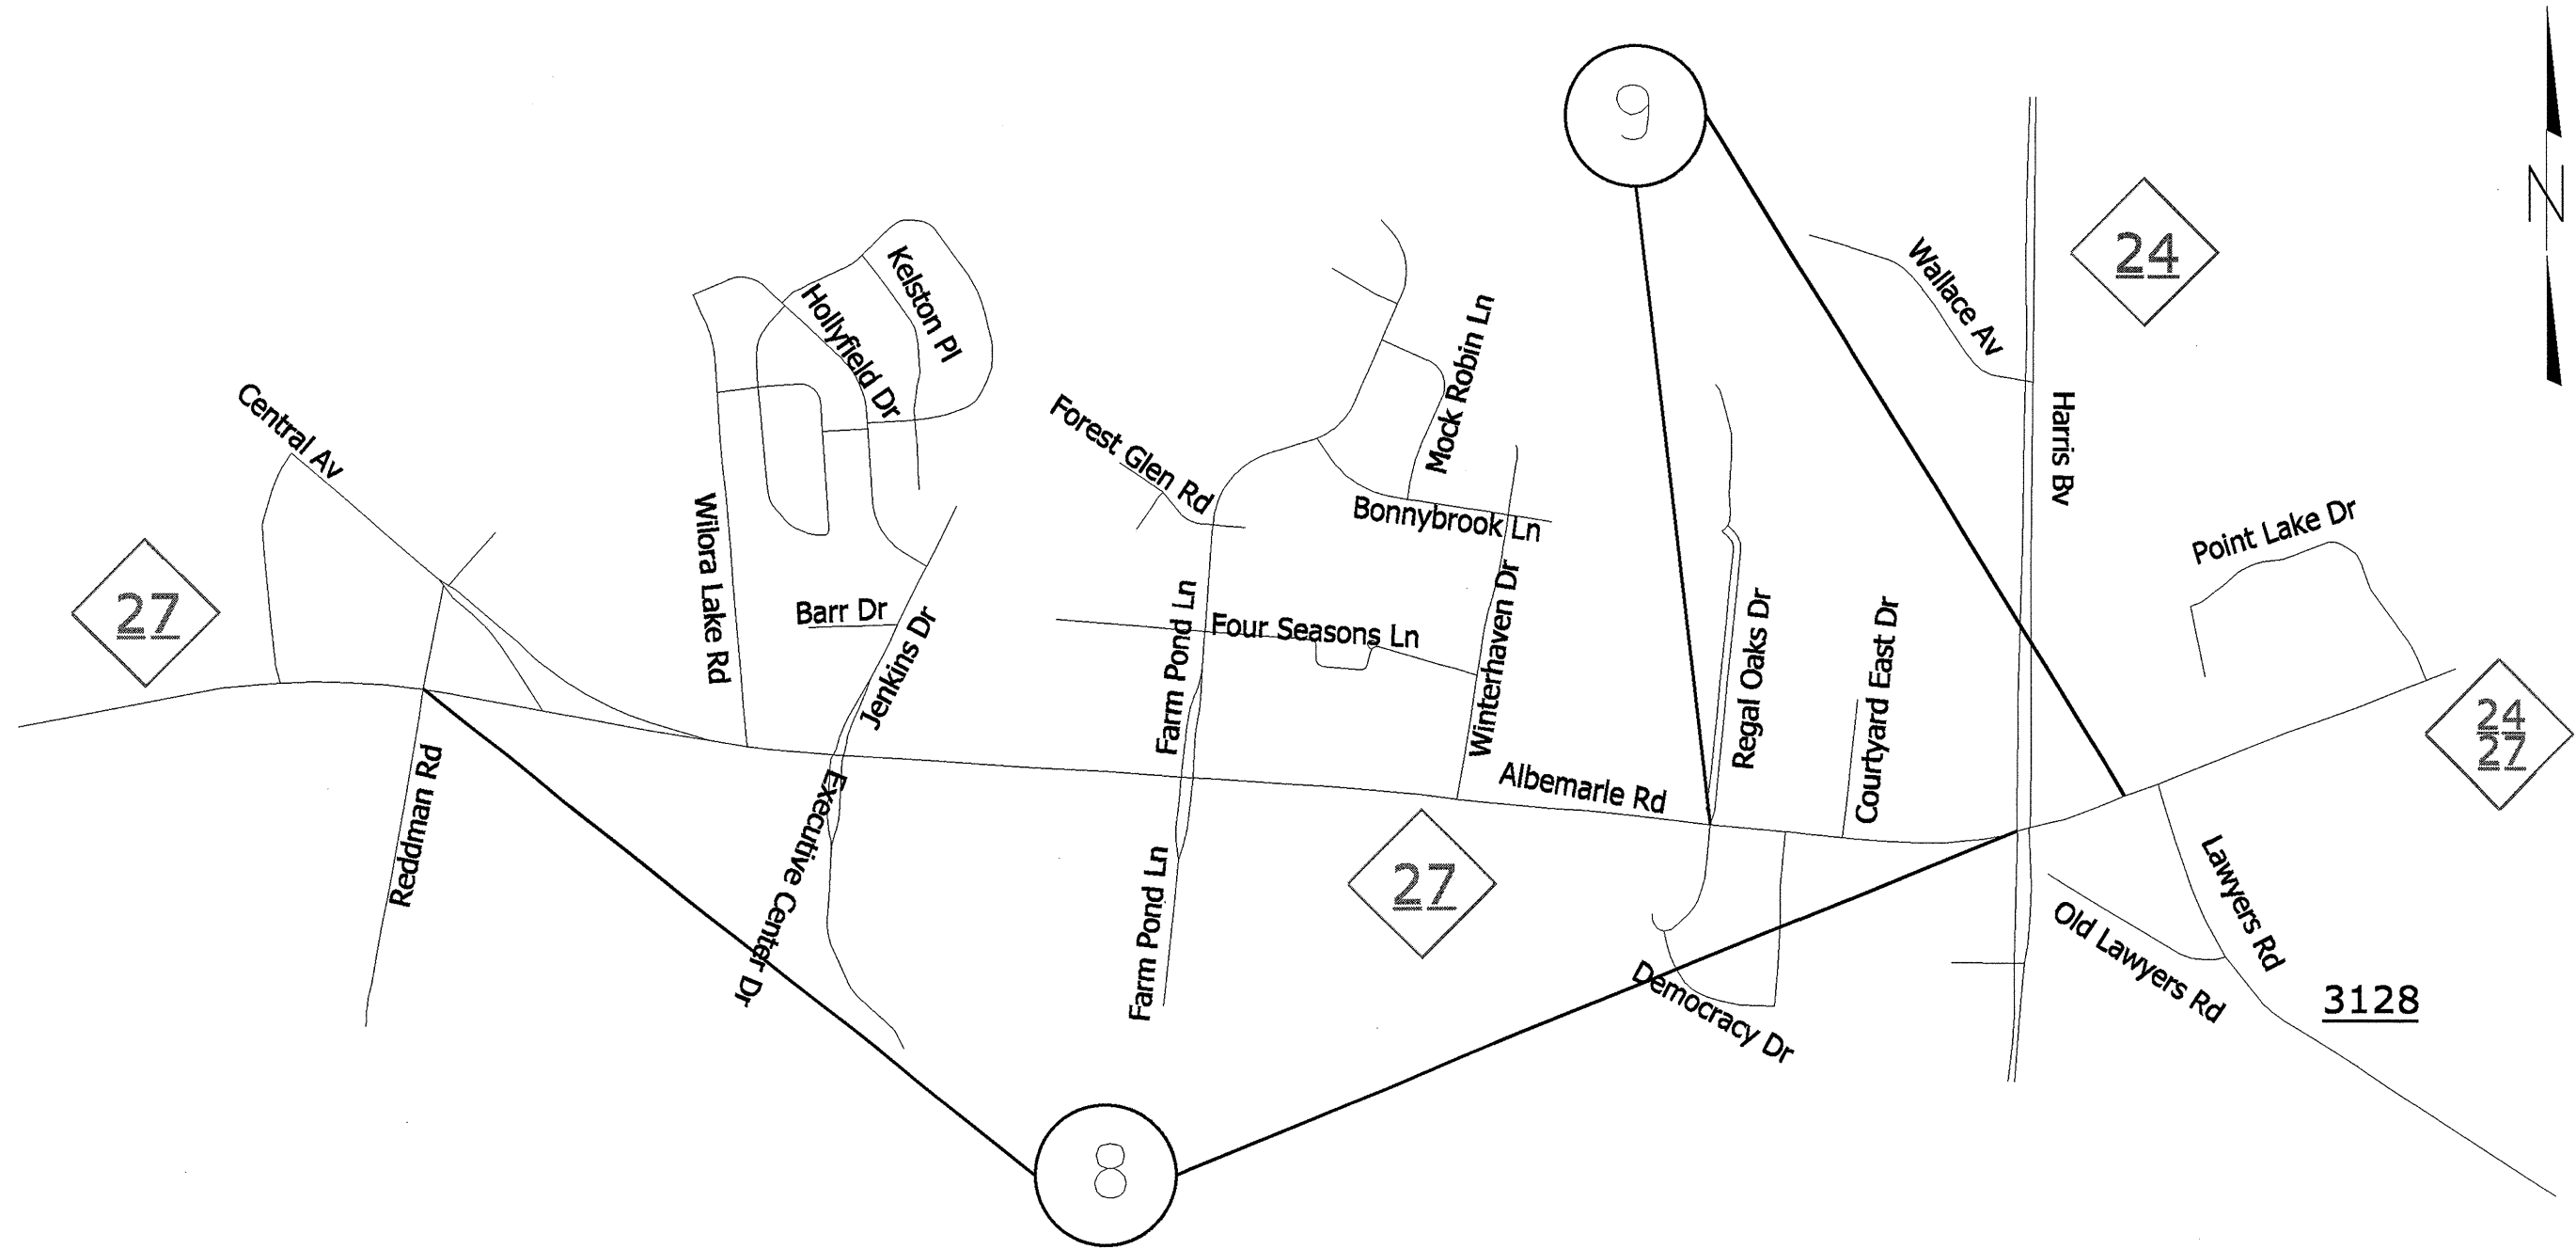 9
N
24
Wallace Av
Kelston Pl
Hollyfield Dr
Mock Robin Ln
Central Av
Forest Glen Rd
Harris Bv
Bonnybrook Ln
Point Lake Dr
Wilora Lake Rd
27
Barr Dr
Jenkins Dr
Farm Pond Ln
Four Seasons Ln
Winterhaven Dr
Regal Oaks Dr
Courtyard East Dr
24
27
Reddman Rd
Executive Center Dr
Albemarle Rd
27
Farm Pond Ln
Lawyers Rd
Old Lawyers Rd
Democracy Dr
3128
8